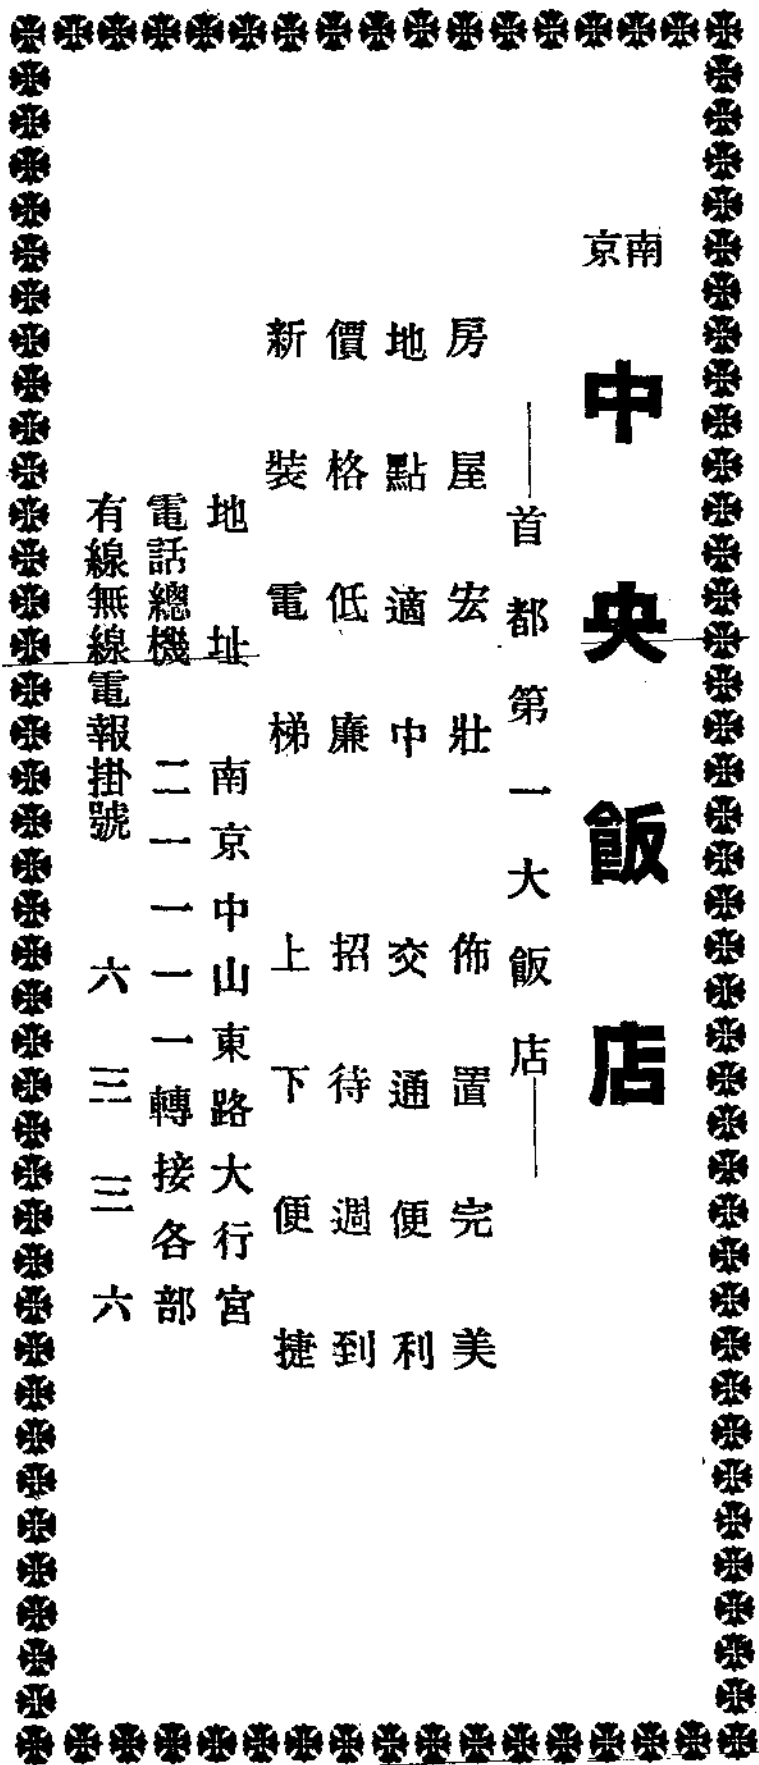 南京
中央飯店
首都第一大飯店
房屋宏壯 佈置完美
地點適中 交通便利
價格低廉 招待週到
新裝電梯 上下便捷
地址 南京中山東路大行宮
電話總機 二一一一一轉接各部
有線無線電報掛號 六三三六